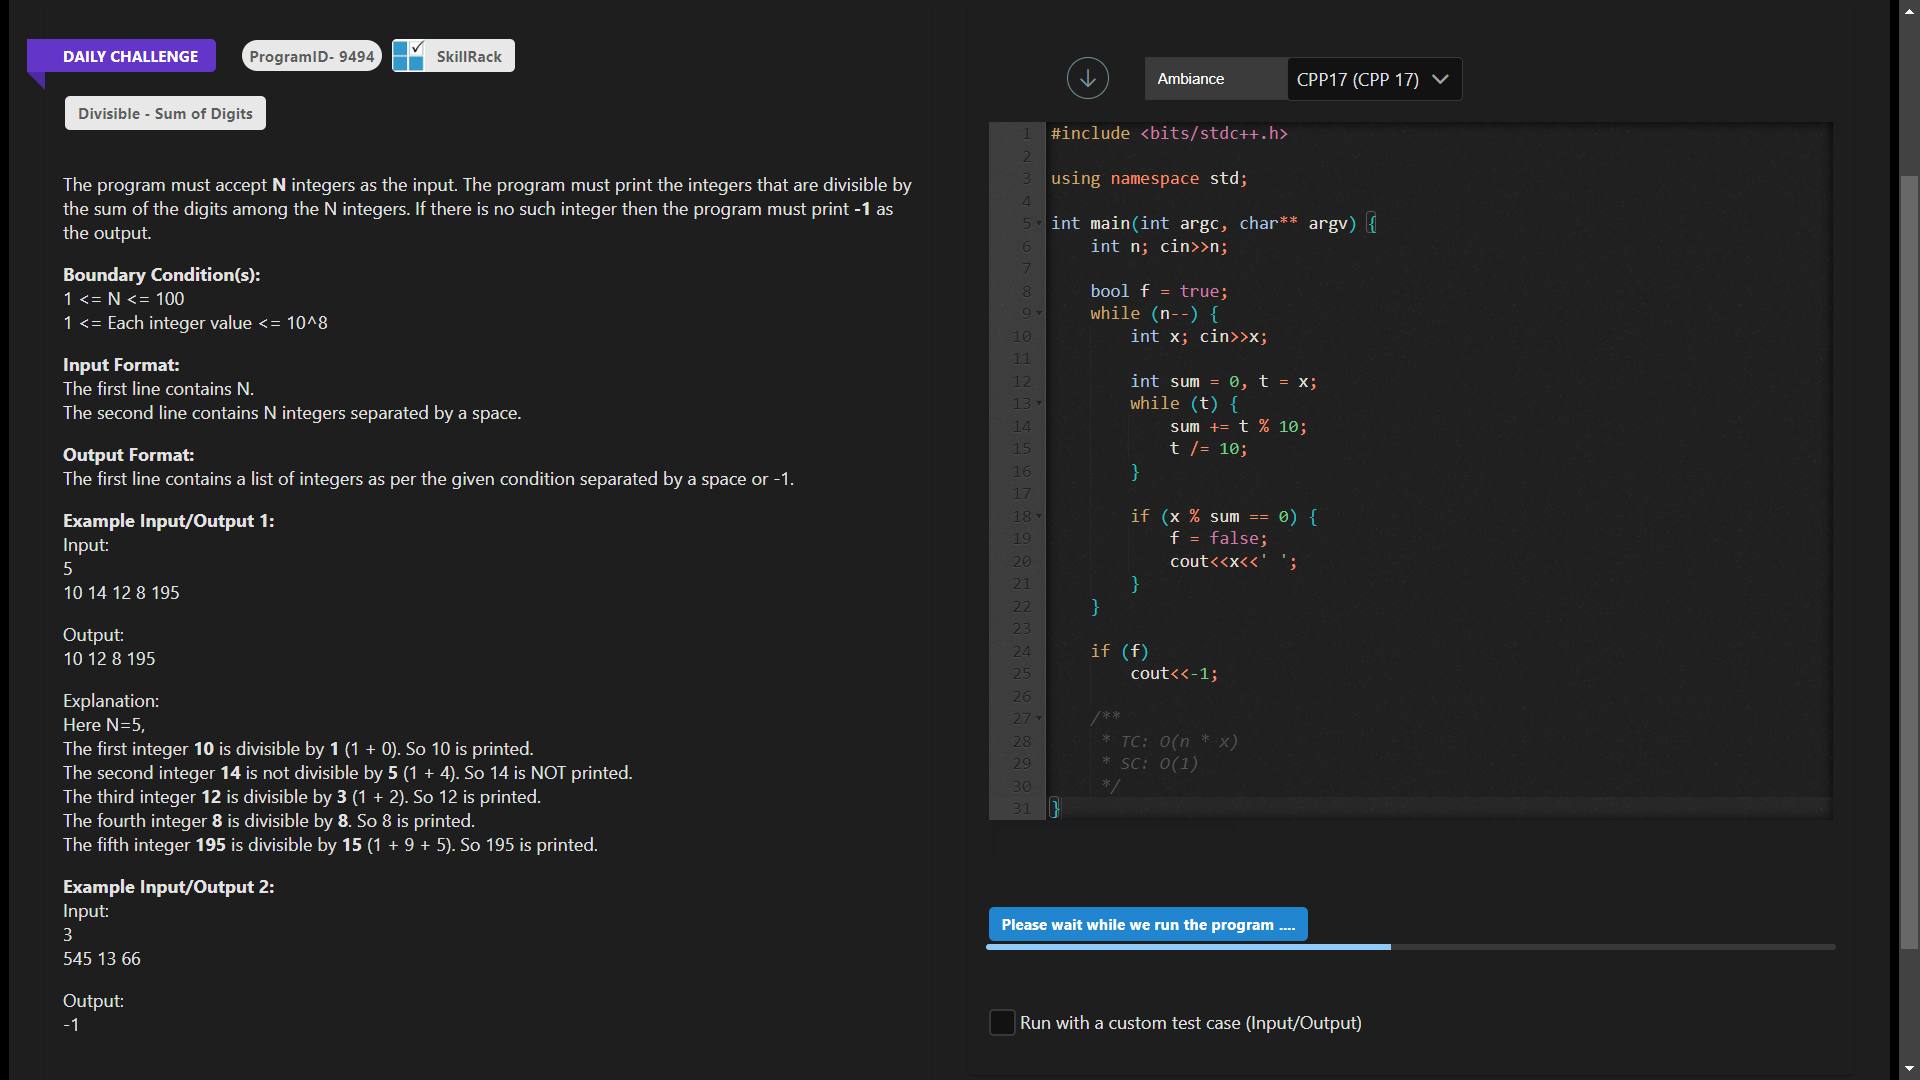 DAILY CHALLENGE
ProgramID- 9494
SkillRack
Divisible - Sum of Digits
The program must accept N integers as the input. The program must print the integers that are divisible by
the sum of the digits among the N integers. If there is no such integer then the program must print -1 as
the output.
Boundary Condition(s):
1 <= N <= 100
1 <= Each integer value <= 10^8
Input Format:
The first line contains N.
The second line contains N integers separated by a space.
Output Format:
The first line contains a list of integers as per the given condition separated by a space or -1.
Example Input/Output 1:
Input:
5
10 14 12 8 195
Output:
10 12 8 195
Explanation:
Here N=5,
The first integer 10 is divisible by 1 (1 + 0). So 10 is printed.
The second integer 14 is not divisible by 5 (1 + 4). So 14 is NOT printed.
The third integer 12 is divisible by 3 (1 + 2). So 12 is printed.
The fourth integer 8 is divisible by 8. So 8 is printed.
The fifth integer 195 is divisible by 15 (1 + 9 + 5). So 195 is printed.
Example Input/Output 2:
Input:
3
545 13 66
Output:
-1
Ambiance
CPP17 (CPP 17)
1 #include <bits/stdc++.h>
2
3 using namespace std;
4
5 int main(int argc, char** argv) {
6     int n; cin>>n;
7
8     bool f = true;
9     while (n--) {
10         int x; cin>>x;
11
12         int sum = 0, t = x;
13         while (t) {
14             sum += t % 10;
15             t /= 10;
16         }
17
18         if (x % sum == 0) {
19             f = false;
20             cout<<x<<' ';
21         }
22     }
23
24     if (f)
25         cout<<-1;
26
27     /**
28      * TC: O(n * x)
29      * SC: O(1)
30      */
31 }
Please wait while we run the program ....
Run with a custom test case (Input/Output)